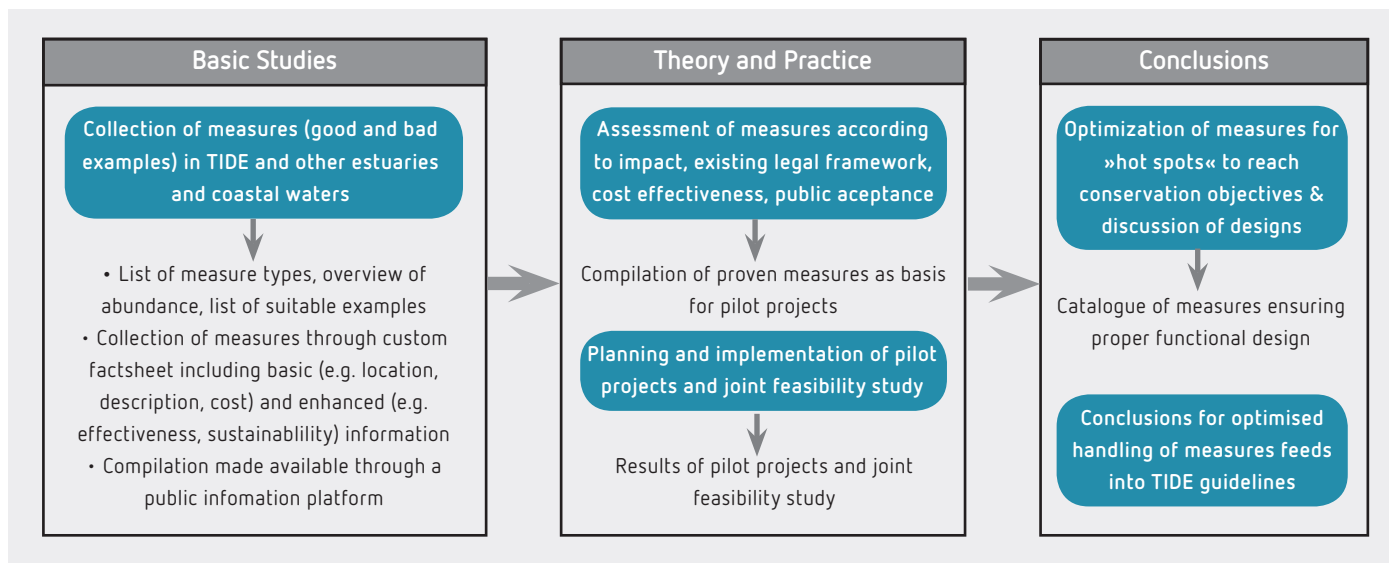 Basic Studies
Collection of measures (good and bad
examples) in TIDE and other estuaries
and coastal waters
• List of measure types, overview of
abundance, list of suitable examples
• Collection of measures through custom
factsheet including basic (e.g. location,
description, cost) and enhanced (e.g.
effectiveness, sustainablility) information
• Compilation made available through a
public infomation platform
Theory and Practice
Assessment of measures according
to impact, existing legal framework,
cost effectiveness, public aceptance
Compilation of proven measures as basis
for pilot projects
Planning and implementation of pilot
projects and joint feasibility study
Results of pilot projects and joint
feasibility study
Conclusions
Optimization of measures for
»hot spots« to reach
conservation objectives &
discussion of designs
Catalogue of measures ensuring
proper functional design
Conclusions for optimised
handling of measures feeds
into TIDE guidelines